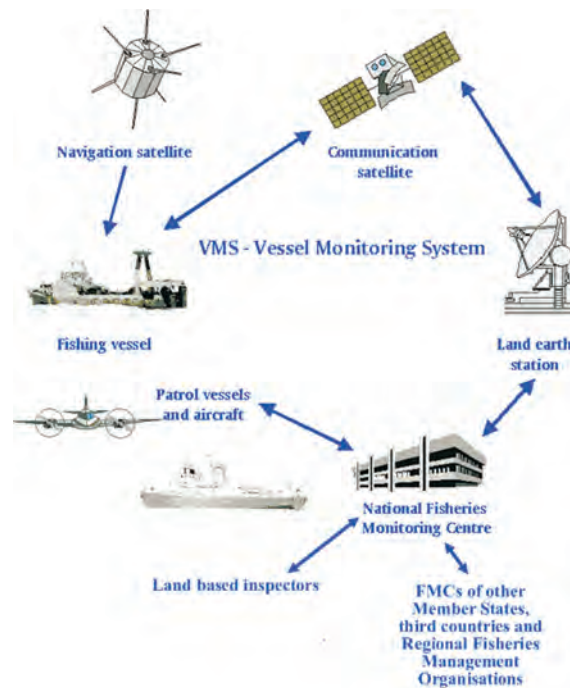 Navigation satellite
Communication
satellite
VMS - Vessel Monitoring System
Fishing vessel
Land earth
station
Patrol vessels
and aircraft
National Fisheries
Monitoring Centre
Land based inspectors
FMCs of other
Member States,
third countries and
Regional Fisheries
Management
Organisations